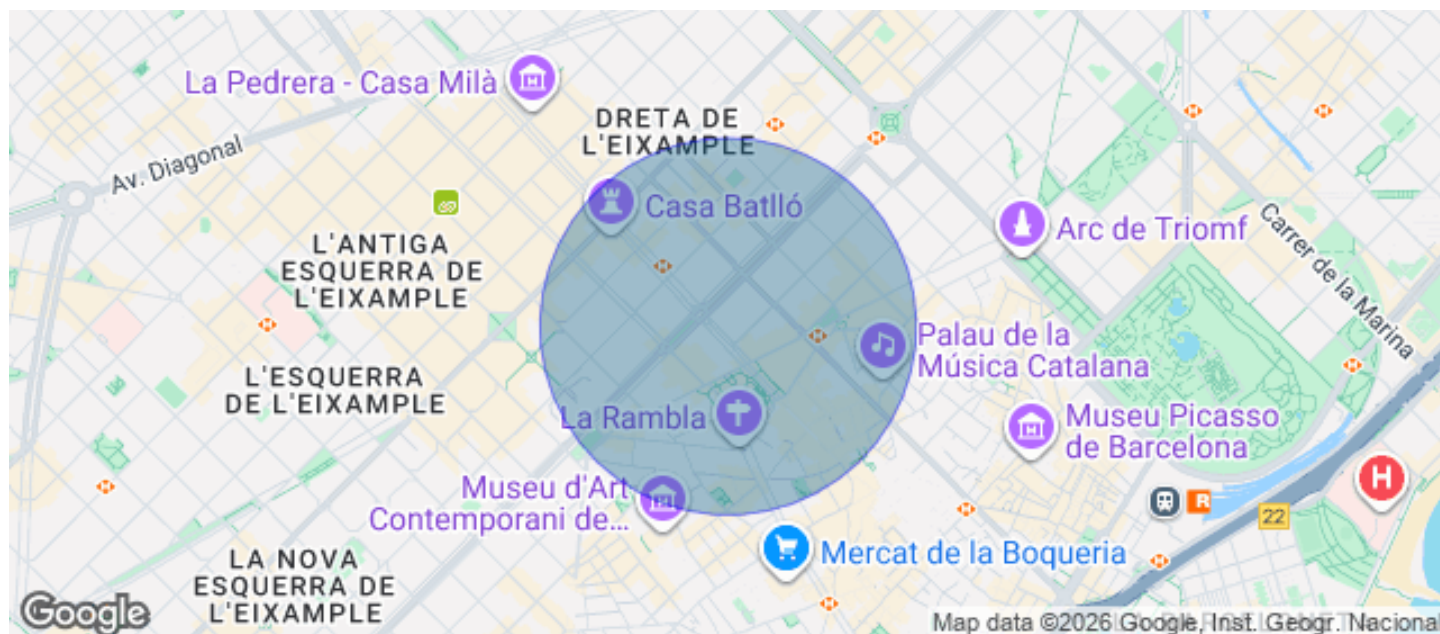 La Pedrera - Casa Milà
DRETA DE
L'EIXAMPLE
Av. Diagonal
Casa Batlló
Arc de Triomf
Carrer de la Marina
L'ANTIGA
ESQUERRA DE
L'EIXAMPLE
Palau de la
Música Catalana
L'ESQUERRA
DE L'EIXAMPLE
La Rambla
Museu Picasso
de Barcelona
H
Museu d'Art
Contemporani de...
R
22
Mercat de la Boqueria
LA NOVA
ESQUERRA DE
L'EIXAMPLE
Google
Map data ©2026 Google, Inst. Geogr. Nacional